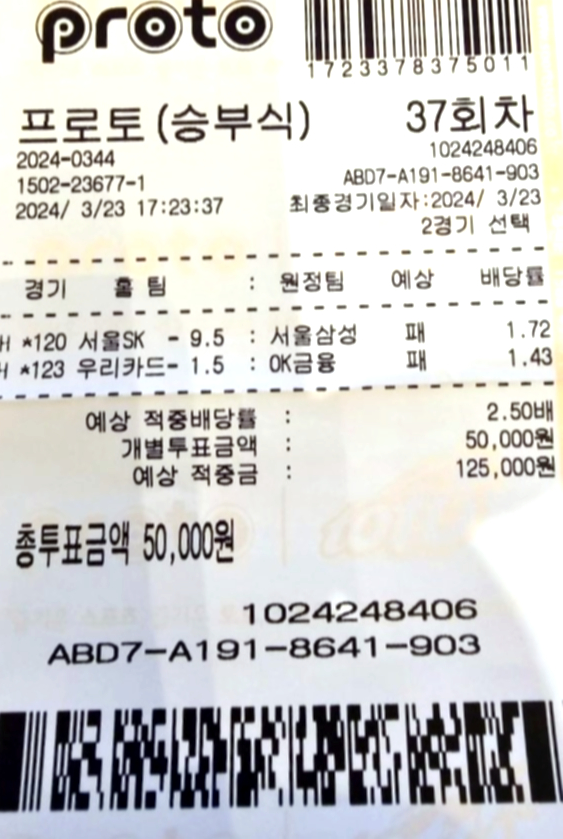 proto
1723378375011
프로토 (승부식) 37회차
2024-0344 1024248406
1502-23677-1 ABD7-A191-8641-903
2024/ 3/23 17:23:37 최종경기일자:2024/ 3/23
2경기 선택
경기 홈 팀 : 원정팀 예상 배당률
*120 서울SK - 9.5 : 서울삼성 패 1.72
*123 우리카드- 1.5 : OK금융 패 1.43
예상 적중배당률 : 2.50배
개별투표금액 : 50,000원
예상 적중금 : 125,000원
총투표금액 50,000원
1024248406
ABD7-A191-8641-903